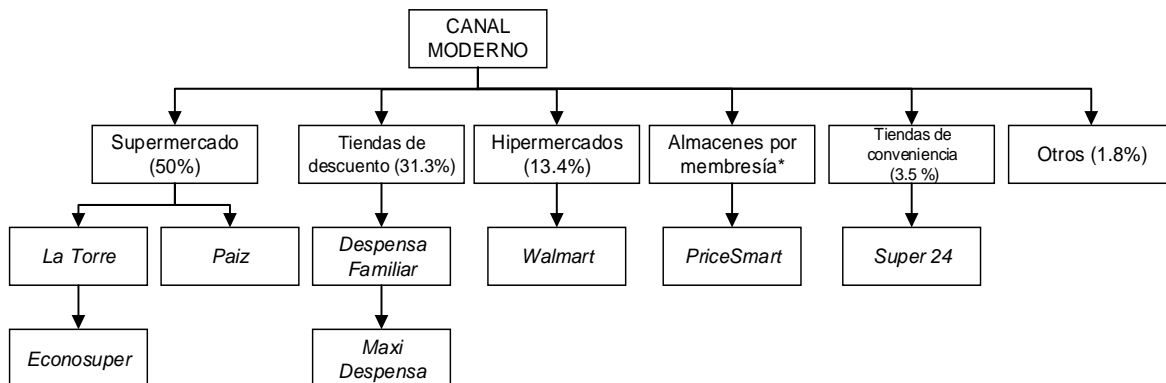 CANAL
MODERNO
Supermercado
(50%)
Tiendas de
descuento (31.3%)
Hipermercados
(13.4%)
Almacenes por
membresía*
Tiendas de
conveniencia
(3.5 %)
Otros (1.8%)
La Torre
Paiz
Despensa
Familiar
Walmart
PriceSmart
Super 24
Econosuper
Maxi
Despensa